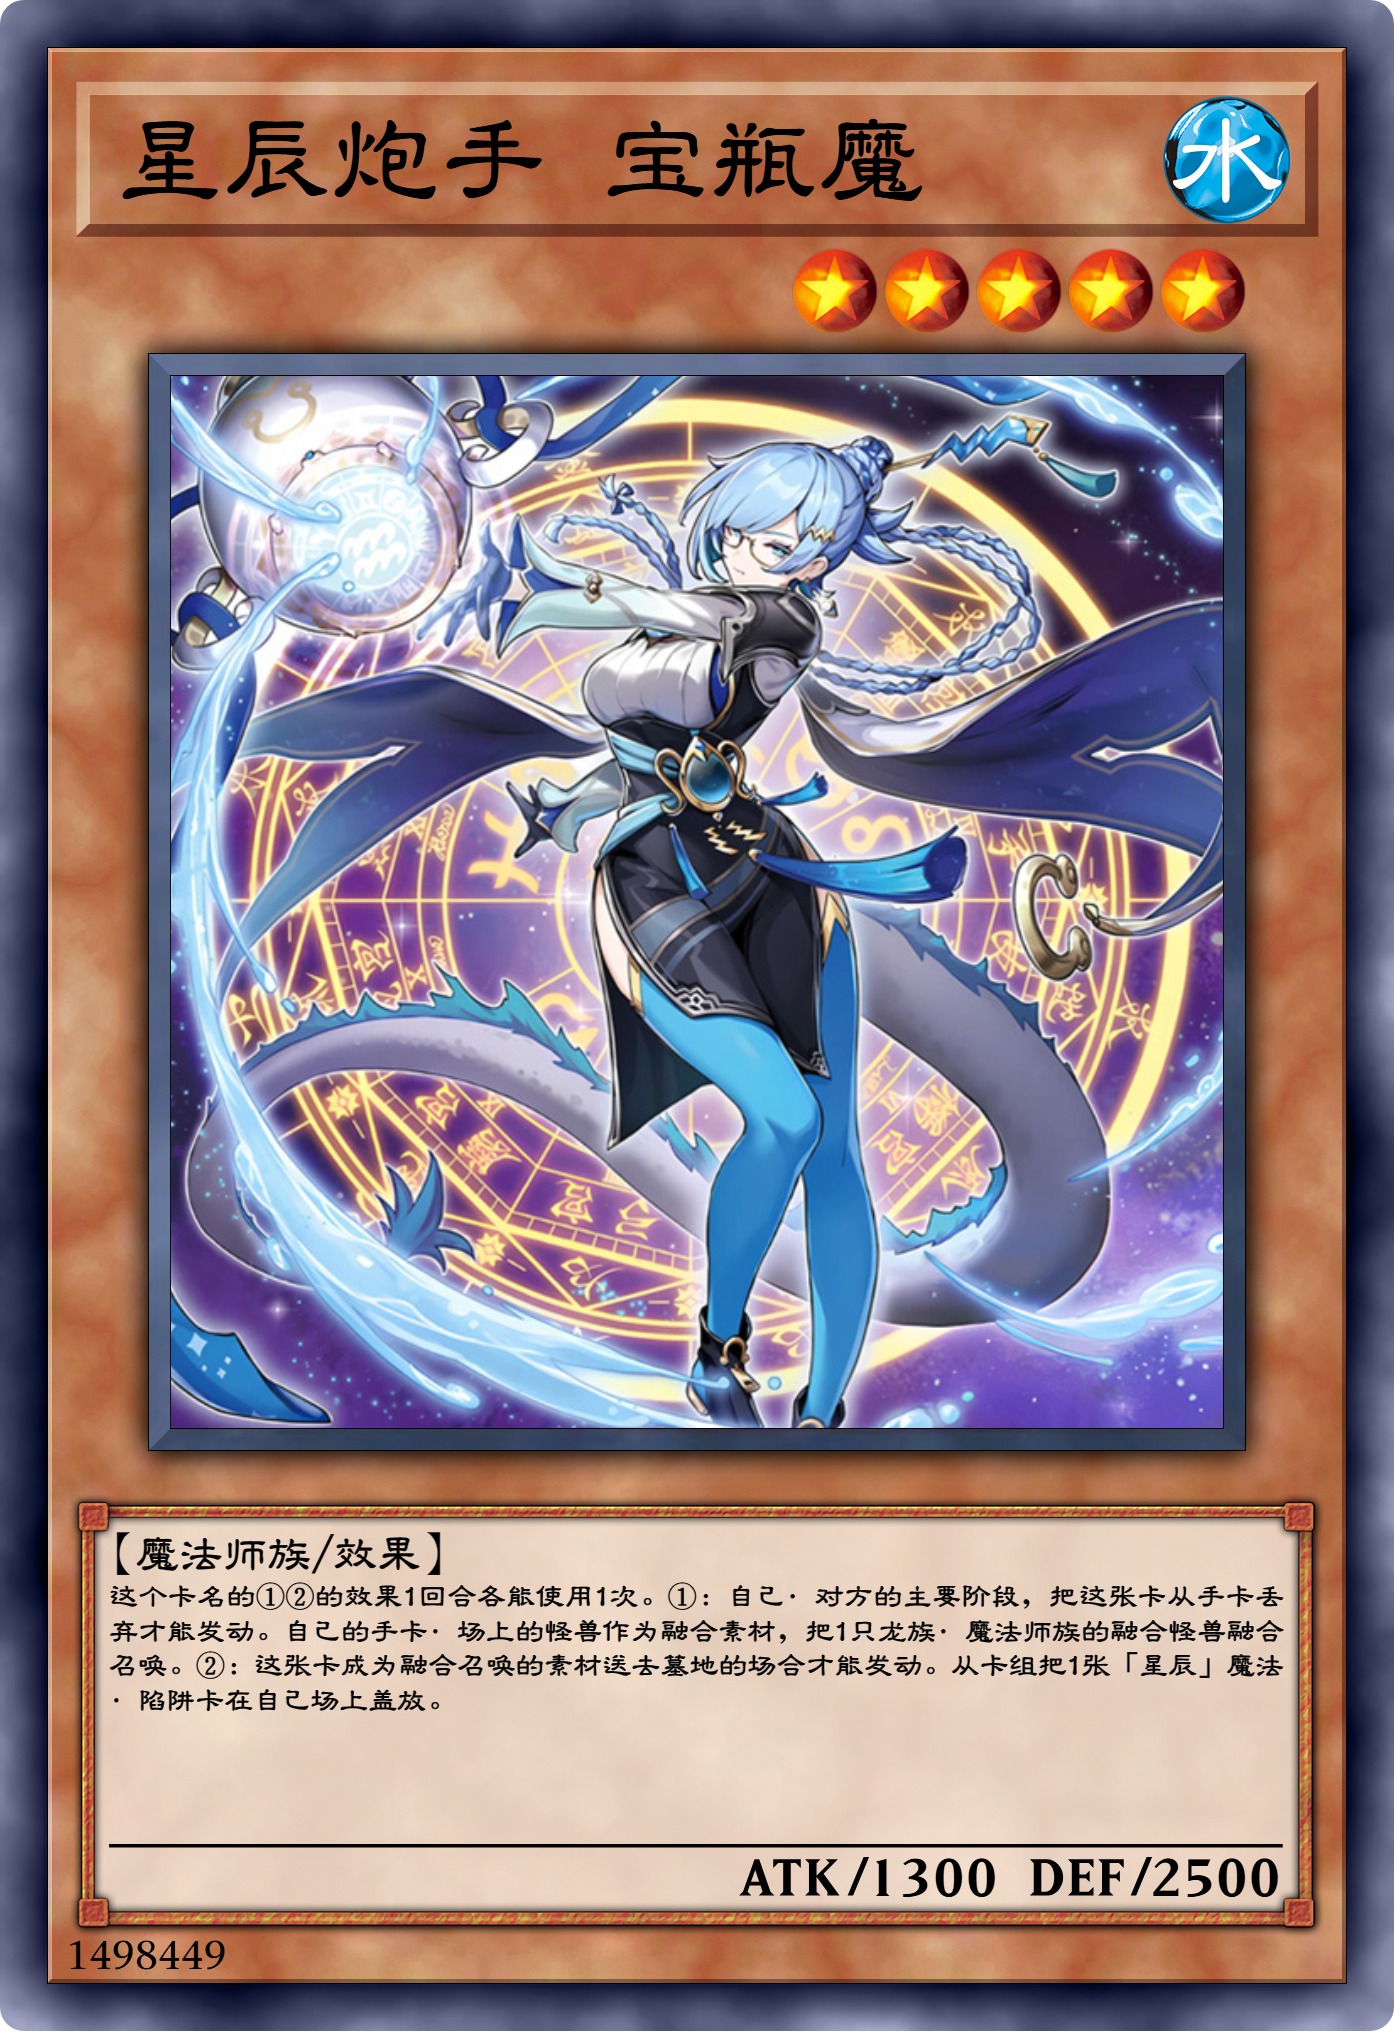 星辰炮手 宝瓶魔
水
【魔法师族/效果】
这个卡名的①②的效果1回合各能使用1次。①：自己·对方的主要阶段，把这张卡从手卡丢
弃才能发动。自己的手卡·场上的怪兽作为融合素材，把1只龙族·魔法师族的融合怪兽融合
召唤。②：这张卡成为融合召唤的素材送去墓地的场合才能发动。从卡组把1张「星辰」魔法
·陷阱卡在自己场上盖放。
ATK/1300 DEF/2500
1498449